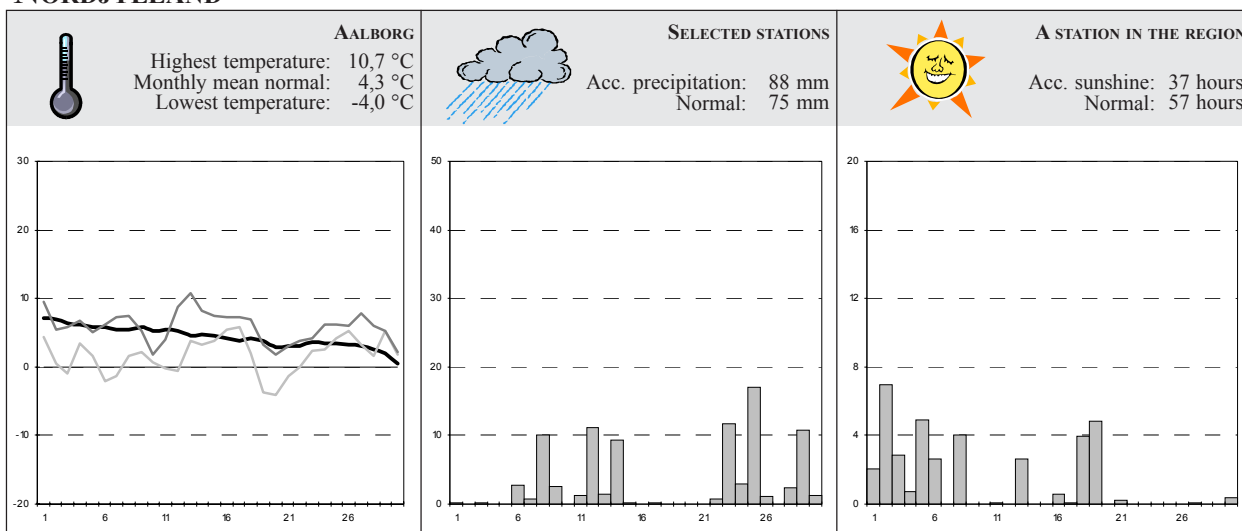 NORDJYLLAND
AALBORG
Highest temperature: 10,7 °C
Monthly mean normal: 4,3 °C
Lowest temperature: -4,0 °C
SELECTED STATIONS
Acc. precipitation: 88 mm
Normal: 75 mm
A STATION IN THE REGION
Acc. sunshine: 37 hours
Normal: 57 hours
30
20
10
0
-10
-20
1 6 11 16 21 26
50
40
30
20
10
0
1 6 11 16 21 26
20
16
12
8
4
0
1 6 11 16 21 26